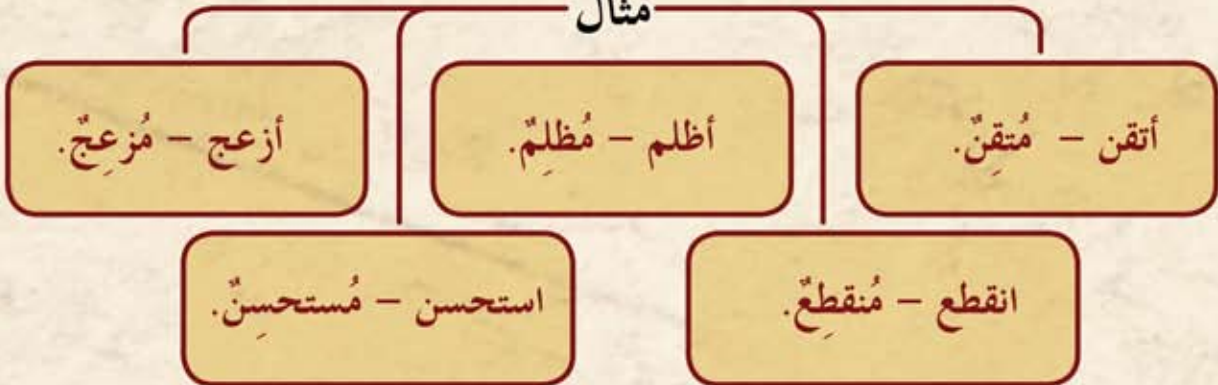 مثال
أتقن – مُتقِنٌ.
أظلم – مُظلِمٌ.
أزعج – مُزعِجٌ.
انقطع – مُنقطِعٌ.
استحسن – مُستحسِنٌ.